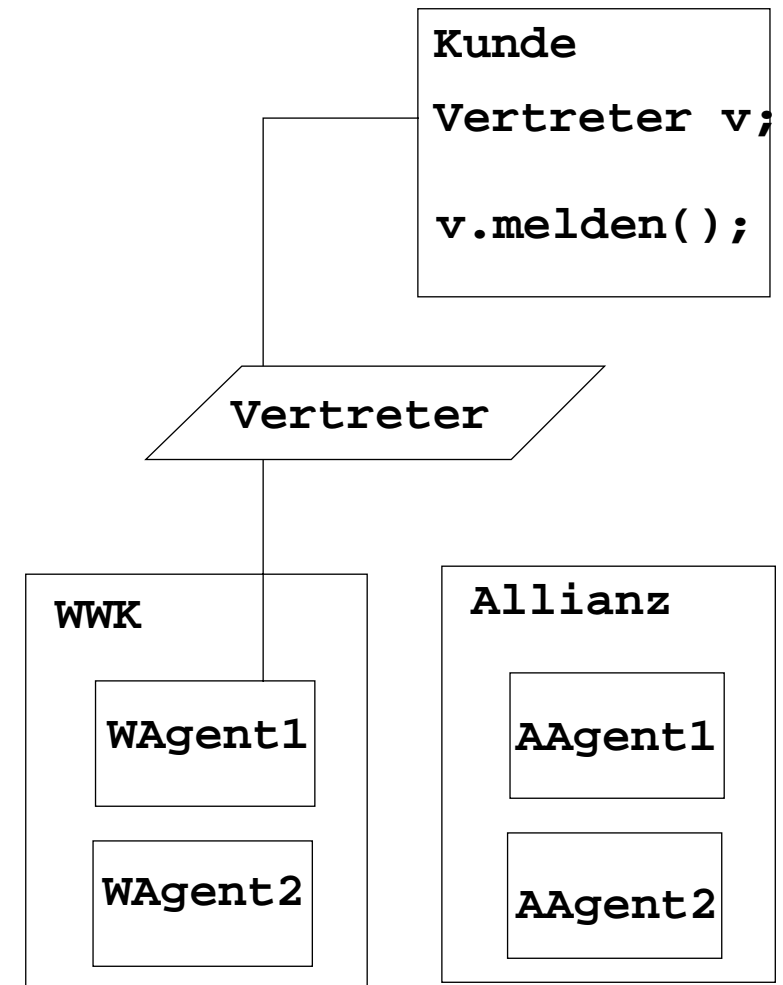 Kunde
Vertreter v;
v.melden();
Vertreter
WWK
WAgent1
WAgent2
Allianz
AAgent1
AAgent2